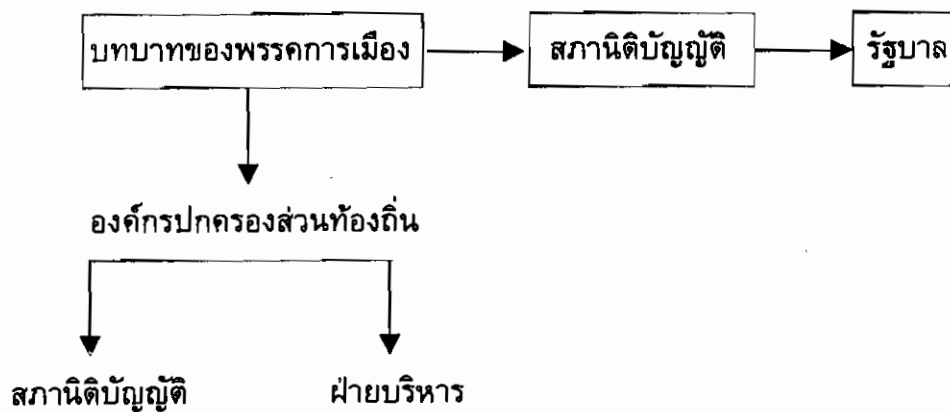 บทบาทของพรรคการเมือง สภานิติบัญญัติ รัฐบาล
องค์กรปกครองส่วนท้องถิ่น
สภานิติบัญญัติ ฝ่ายบริหาร